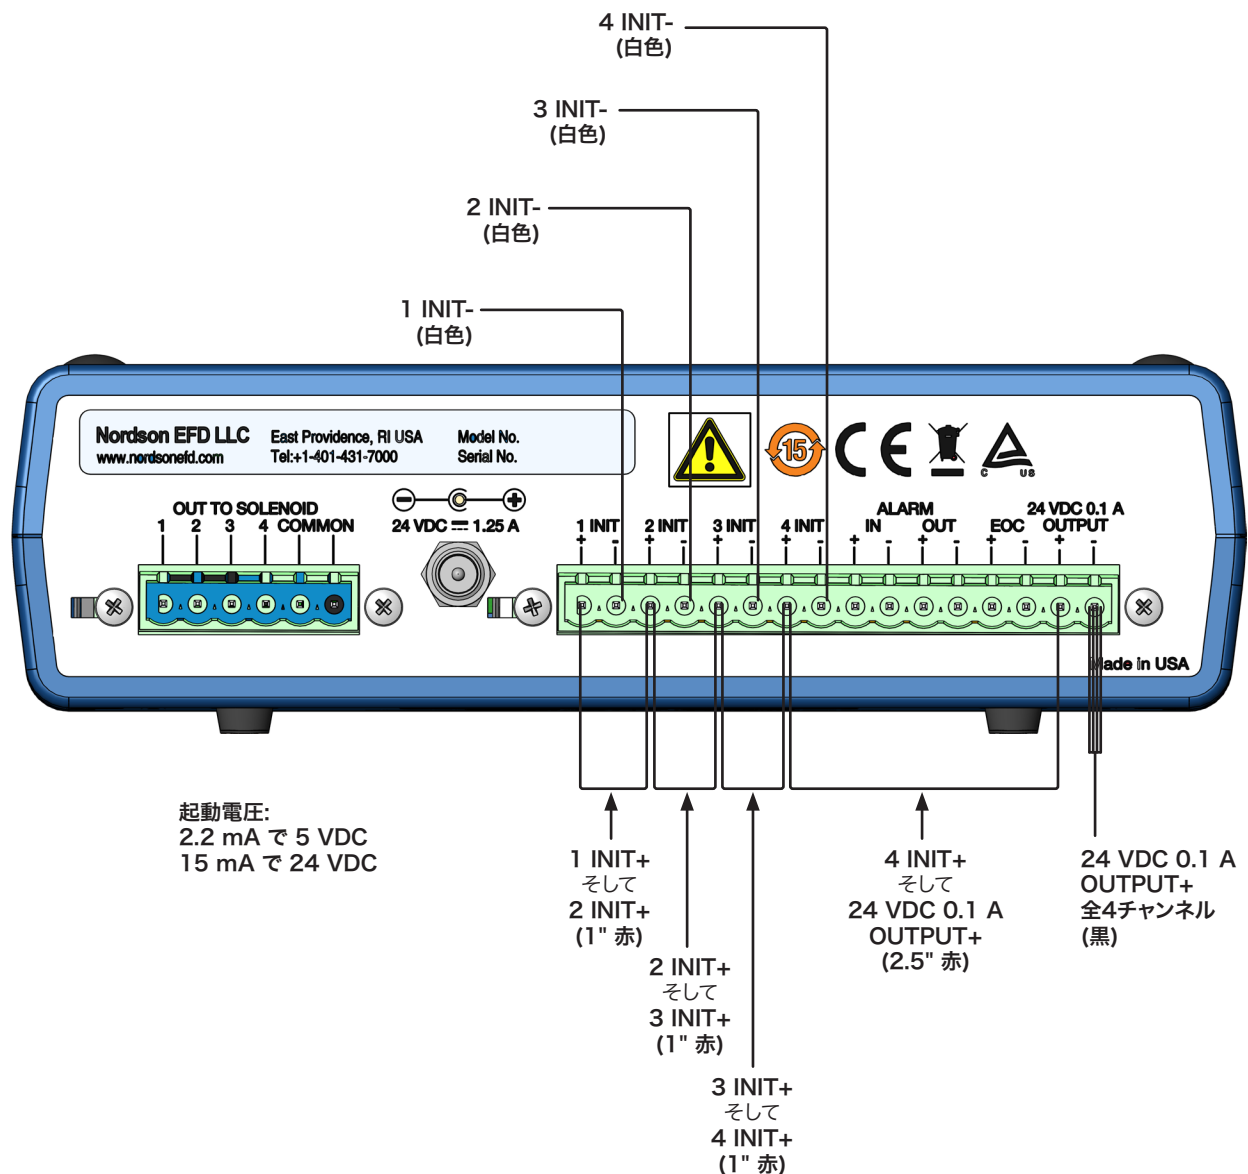 4 INIT-
(白色)
3 INIT-
(白色)
2 INIT-
(白色)
1 INIT-
(白色)
Nordson EFD LLC
www.nordsonefd.com
East Providence, RI USA
Tel:+1-401-431-7000
Model No.
Serial No.
15
C US
OUT TO SOLENOID
1 2 3 4 COMMON
24 VDC 1.25 A
1 INIT
+ -
2 INIT
+ -
3 INIT
+ -
4 INIT
+ -
ALARM
IN OUT
+ - + -
EOC
+ -
24 VDC 0.1 A
OUTPUT
+ -
Made in USA
起動電圧:
2.2 mA で 5 VDC
15 mA で 24 VDC
1 INIT+
そして
2 INIT+
(1" 赤)
2 INIT+
そして
3 INIT+
(1" 赤)
3 INIT+
そして
4 INIT+
(1" 赤)
4 INIT+
そして
24 VDC 0.1 A
OUTPUT+
(2.5" 赤)
24 VDC 0.1 A
OUTPUT+
全4チャンネル
(黒)